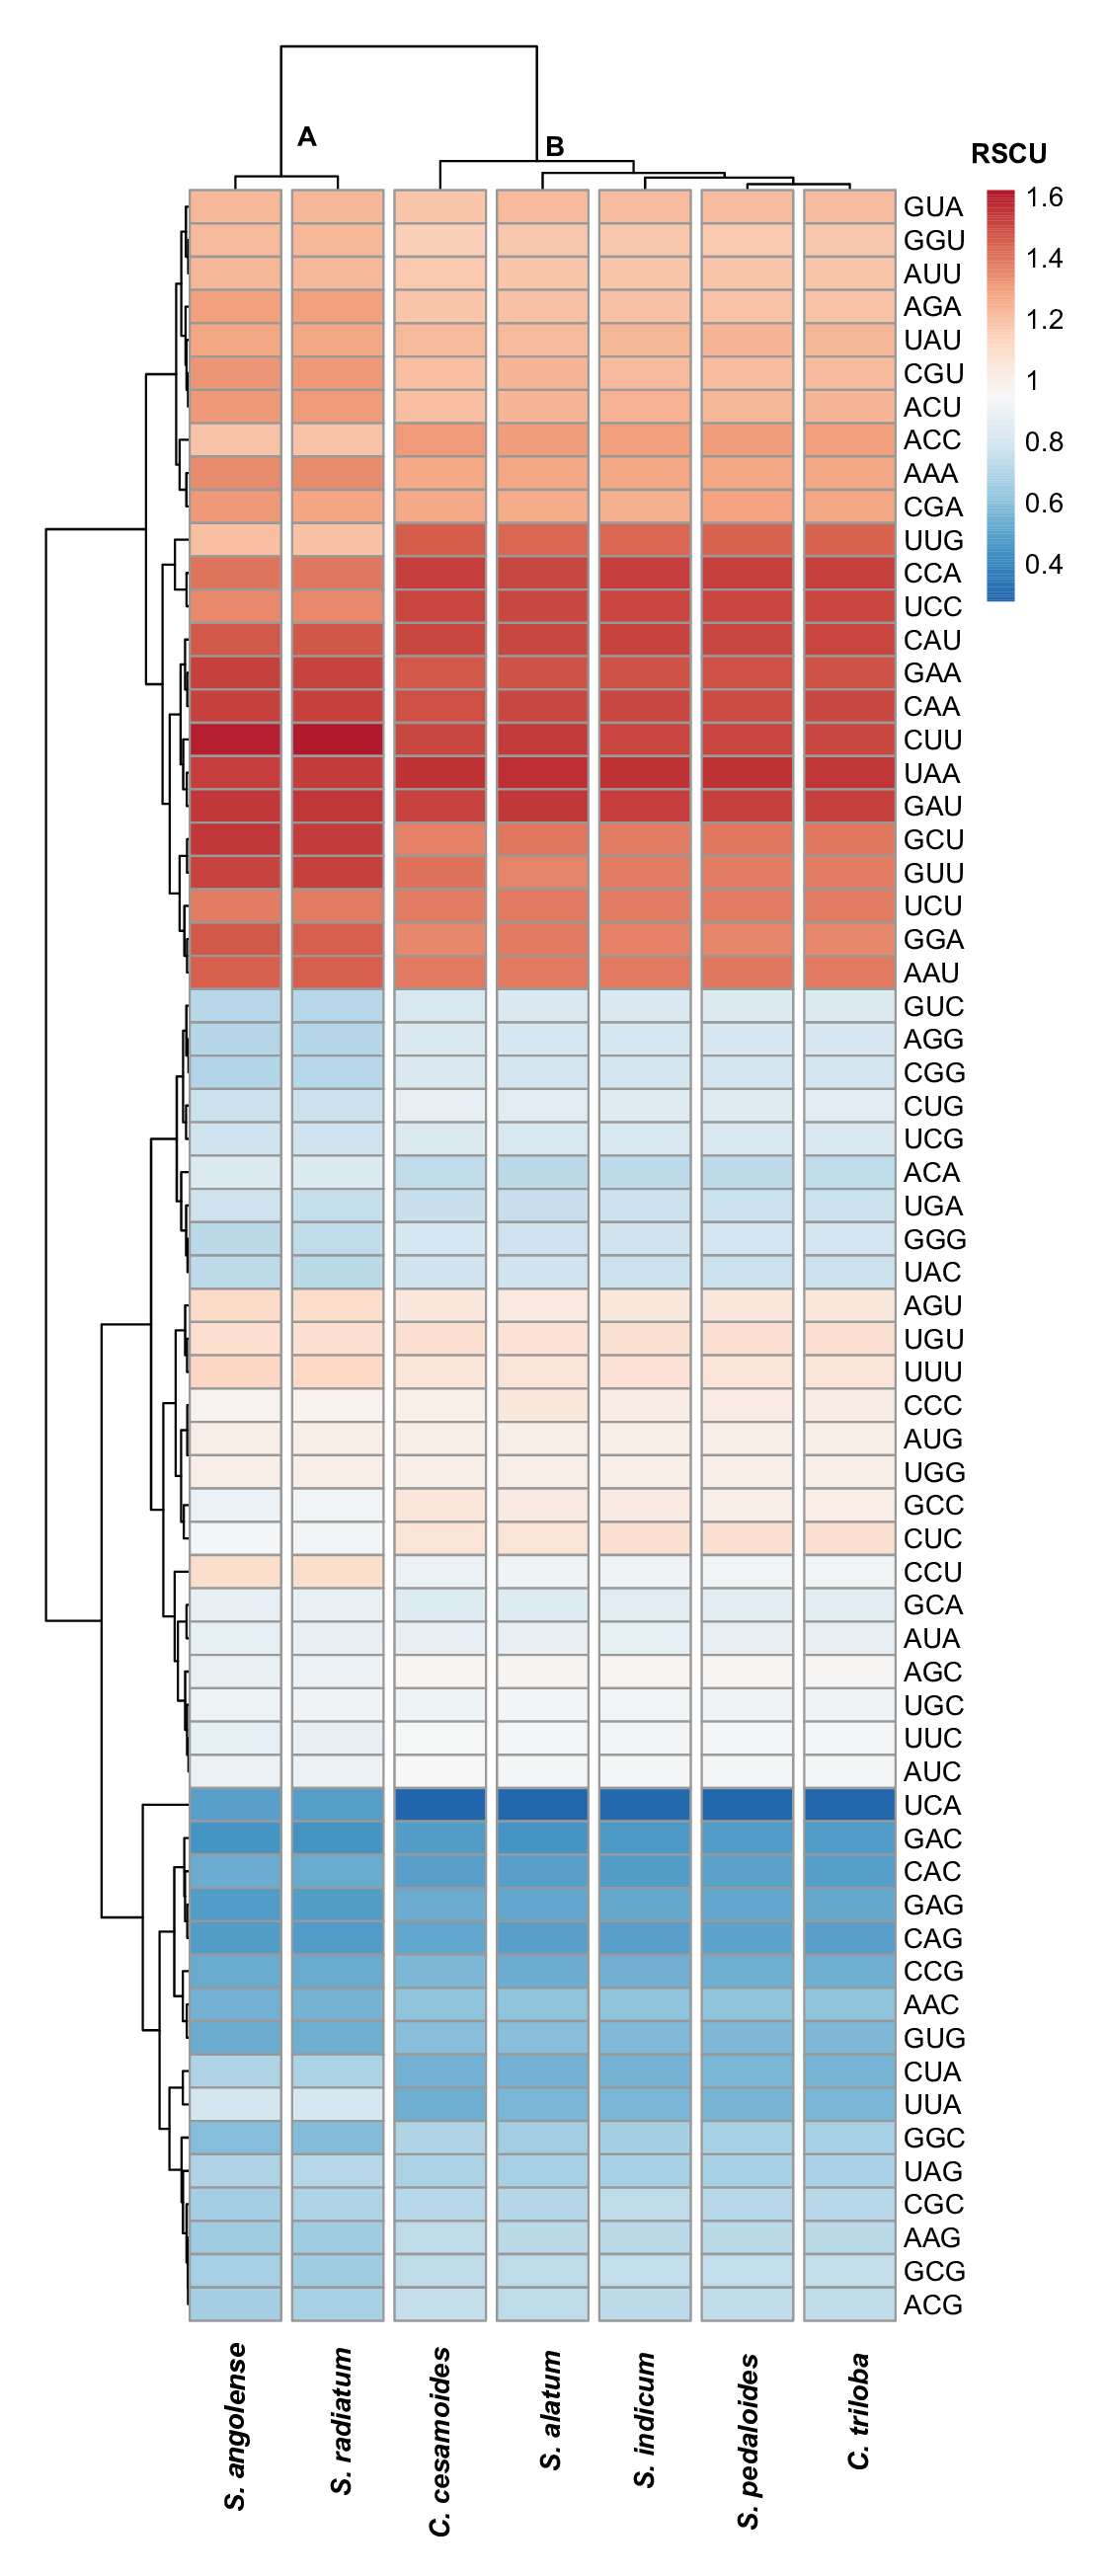 A
B
RSCU
1.6
1.4
1.2
1
0.8
0.6
0.4
GUA
GGU
AUU
AGA
UAU
CGU
ACU
ACC
AAA
CGA
UUG
CCA
UCC
CAU
GAA
CAA
CUU
UAA
GAU
GCU
GUU
UCU
GGA
AAU
GUC
AGG
CGG
CUG
UCG
ACA
UGA
GGG
UAC
AGU
UGU
UUU
CCC
AUG
UGG
GCC
CUC
CCU
GCA
AUA
AGC
UGC
UUC
AUC
UCA
GAC
CAC
GAG
CAG
CCG
AAC
GUG
CUA
UUA
GGC
UAG
CGC
AAG
GCG
ACG
S. angolense
S. radiatum
C. cesamoides
S. alatum
S. indicum
S. pedaloides
C. triloba